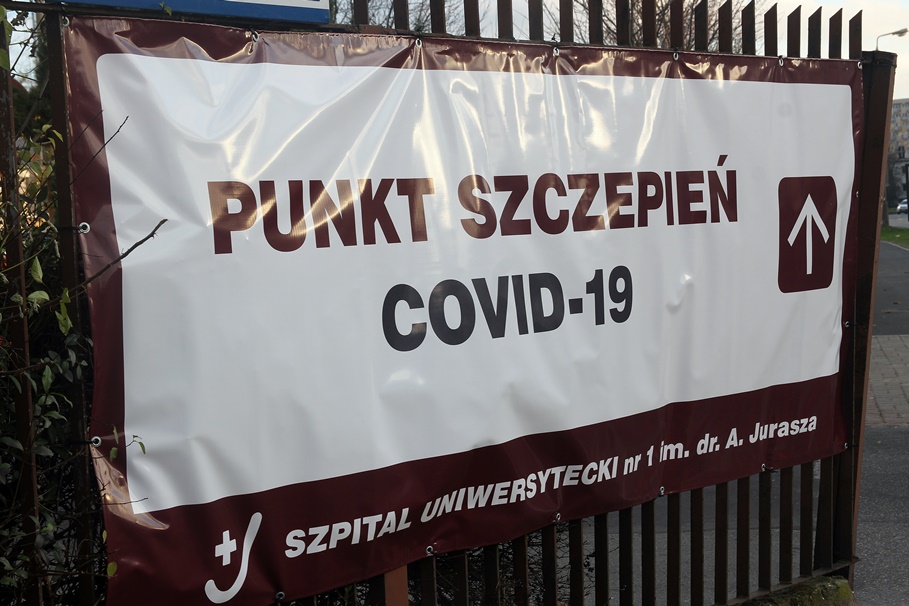 PUNKT SZCZEPIEŃ
COVID-19
SZPITAL UNIWERSYTECKI nr 1 im. dr. A. Jurasza